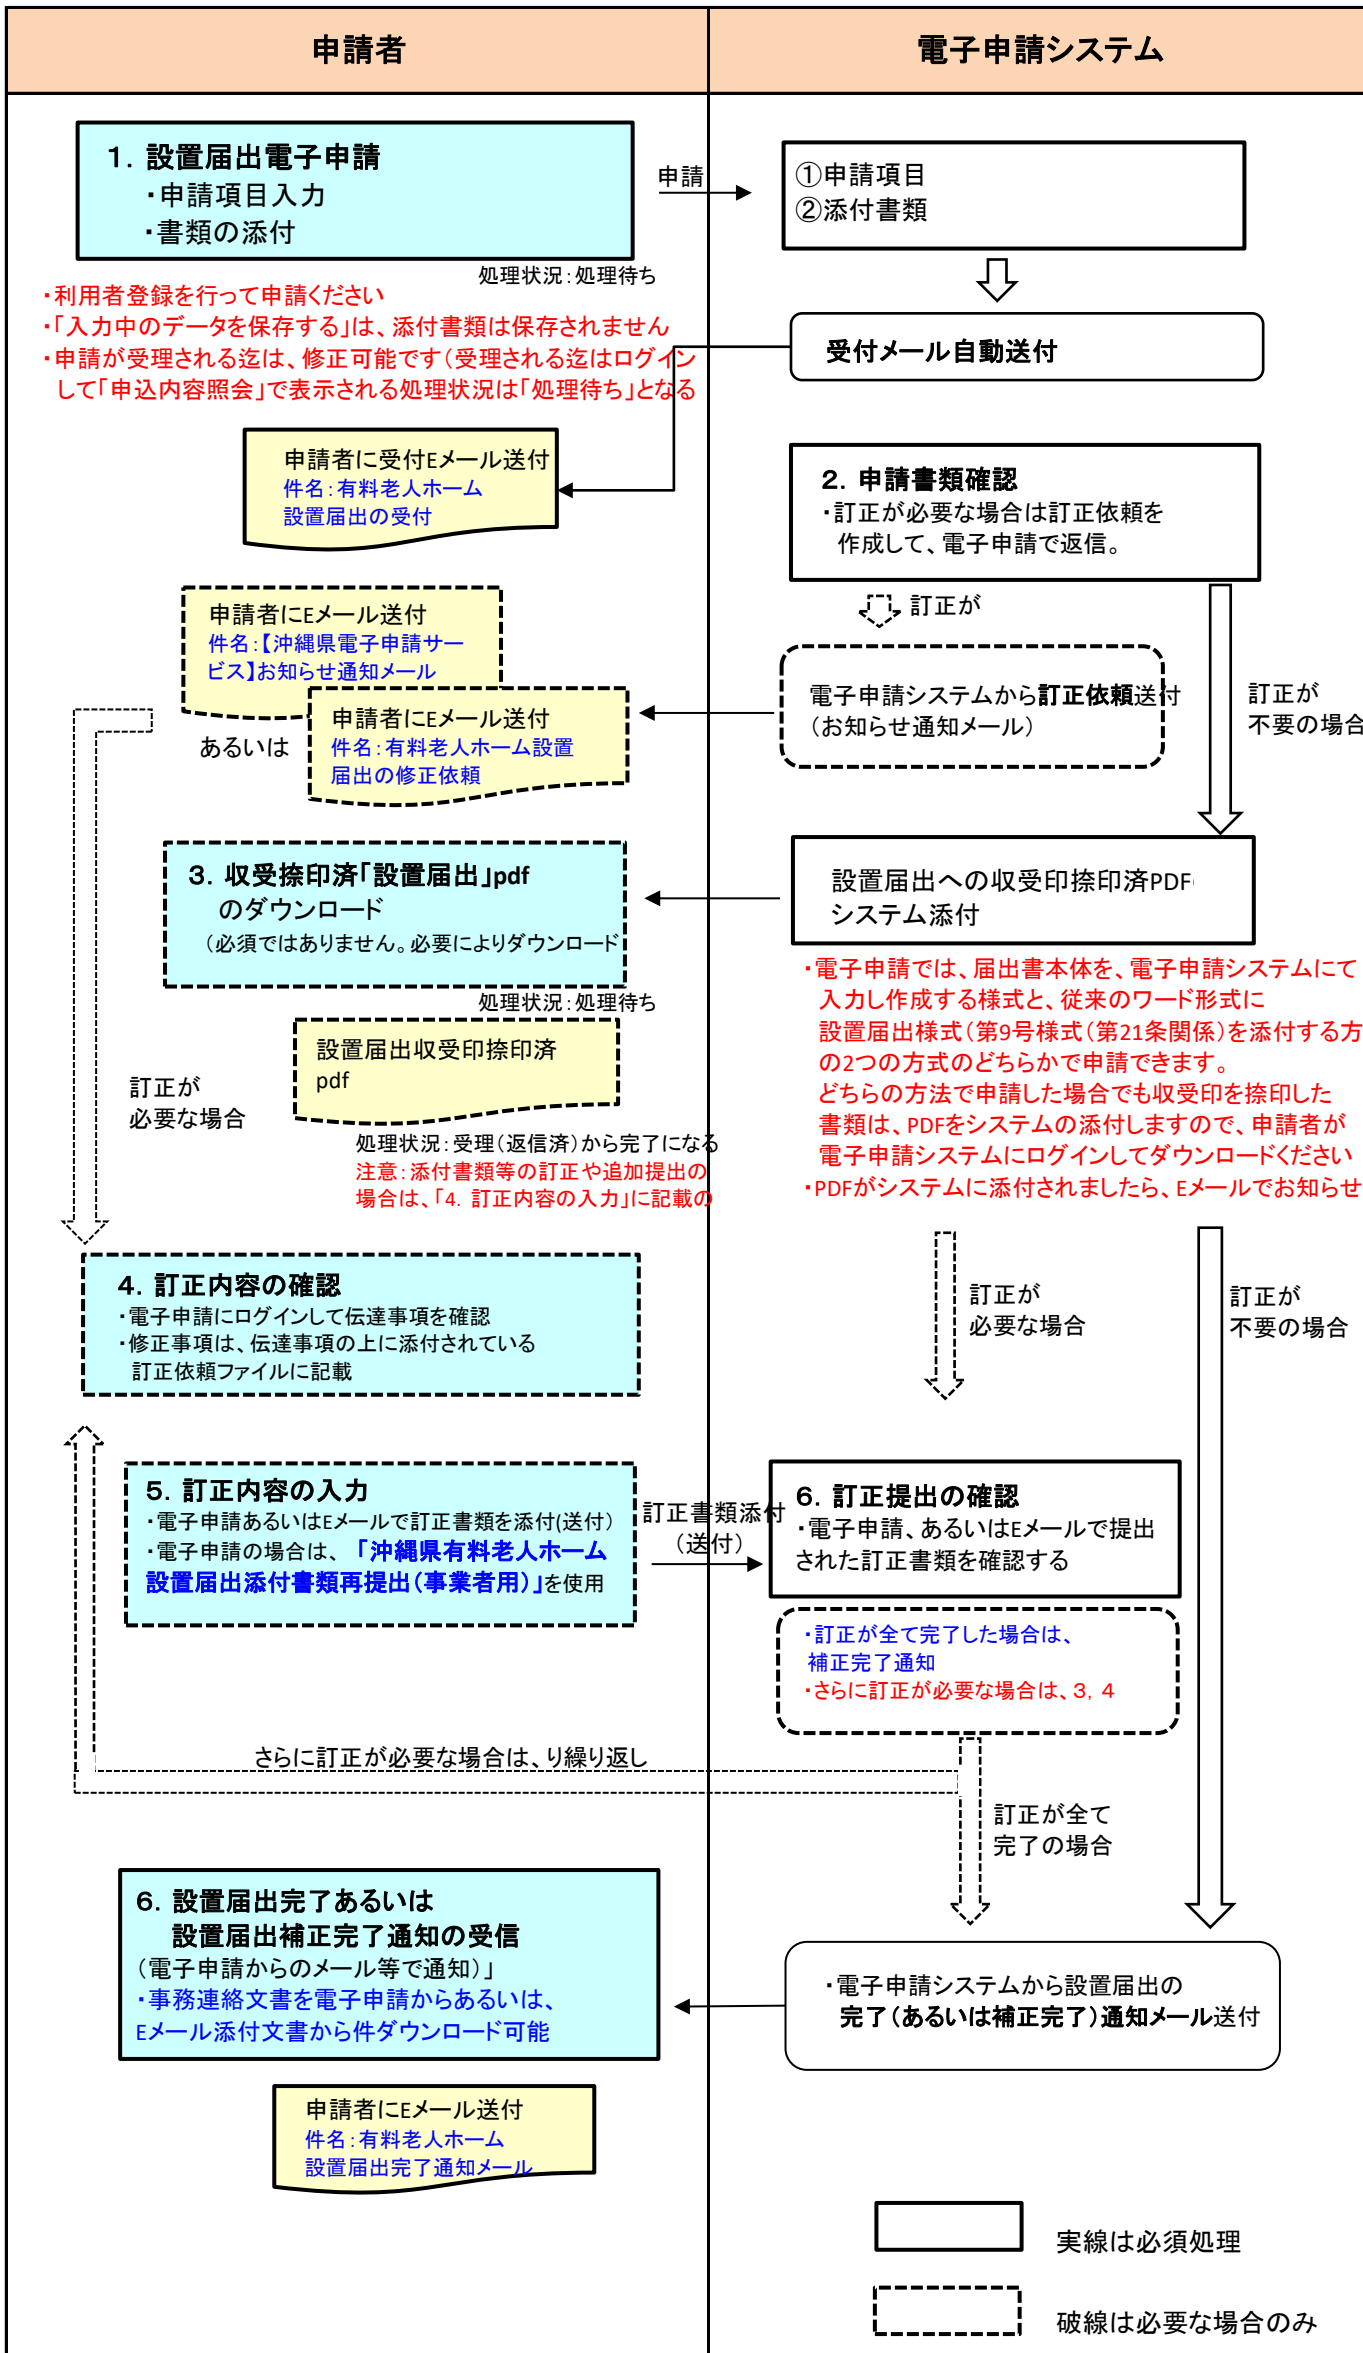 申請者
電子申請システム
1．設置届出電子申請
・申請項目入力
・書類の添付
申請
①申請項目
②添付書類
処理状況：処理待ち
・利用者登録を行って申請ください
・「入力中のデータを保存する」は、添付書類は保存されません
・申請が受理される迄は、修正可能です（受理される迄はログイン
して「申込内容照会」で表示される処理状況は「処理待ち」となる
受付メール自動送付
申請者に受付Eメール送付
件名：有料老人ホーム
設置届出の受付
2．申請書類確認
・訂正が必要な場合は訂正依頼を
作成して、電子申請で返信。
訂正が
申請者にEメール送付
件名：【沖縄県電子申請サー
ビス】お知らせ通知メール
あるいは
申請者にEメール送付
件名：有料老人ホーム設置
届出の修正依頼
電子申請システムから訂正依頼送付
（お知らせ通知メール）
訂正が
不要の場合
3．収受捺印済「設置届出」pdf
のダウンロード
（必須ではありません。必要によりダウンロード
設置届出への収受印捺印済PDF
システム添付
処理状況：処理待ち
設置届出収受印捺印済
pdf
訂正が
必要な場合
処理状況：受理（返信済）から完了になる
注意：添付書類等の訂正や追加提出の
場合は、「4．訂正内容の入力」に記載の
・電子申請では、届出書本体を、電子申請システムにて
入力し作成する様式と、従来のワード形式に
設置届出様式（第9号様式（第21条関係）を添付する方
の2つの方式のどちらかで申請できます。
どちらの方法で申請した場合でも収受印を捺印した
書類は、PDFをシステムの添付しますので、申請者が
電子申請システムにログインしてダウンロードください
・PDFがシステムに添付されましたら、Eメールでお知らせ
4．訂正内容の確認
・電子申請にログインして伝達事項を確認
・修正事項は、伝達事項の上に添付されている
訂正依頼ファイルに記載
訂正が
必要な場合
訂正が
不要の場合
5．訂正内容の入力
・電子申請あるいはEメールで訂正書類を添付(送付）
・電子申請の場合は、「沖縄県有料老人ホーム
設置届出添付書類再提出（事業者用）」を使用
訂正書類添付
（送付）
6．訂正提出の確認
・電子申請、あるいはEメールで提出
された訂正書類を確認する
・訂正が全て完了した場合は、
補正完了通知
・さらに訂正が必要な場合は、3，4
さらに訂正が必要な場合は、り繰り返し
訂正が全て
完了の場合
6．設置届出完了あるいは
設置届出補正完了通知の受信
（電子申請からのメール等で通知）」
・事務連絡文書を電子申請からあるいは、
Eメール添付文書から件ダウンロード可能
・電子申請システムから設置届出の
完了（あるいは補正完了）通知メール送付
申請者にEメール送付
件名：有料老人ホーム
設置届出完了通知メール
実線は必須処理
破線は必要な場合のみ